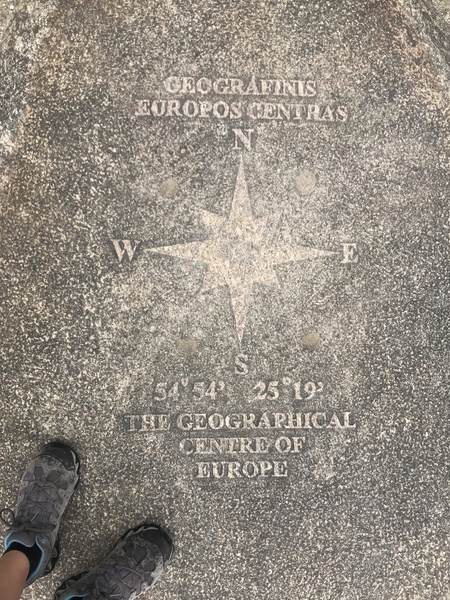 GEOGRAFINIS
EUROPOS CENTRAS
N
W E
S
54°54' 25°19'
THE GEOGRAPHICAL
CENTRE OF
EUROPE